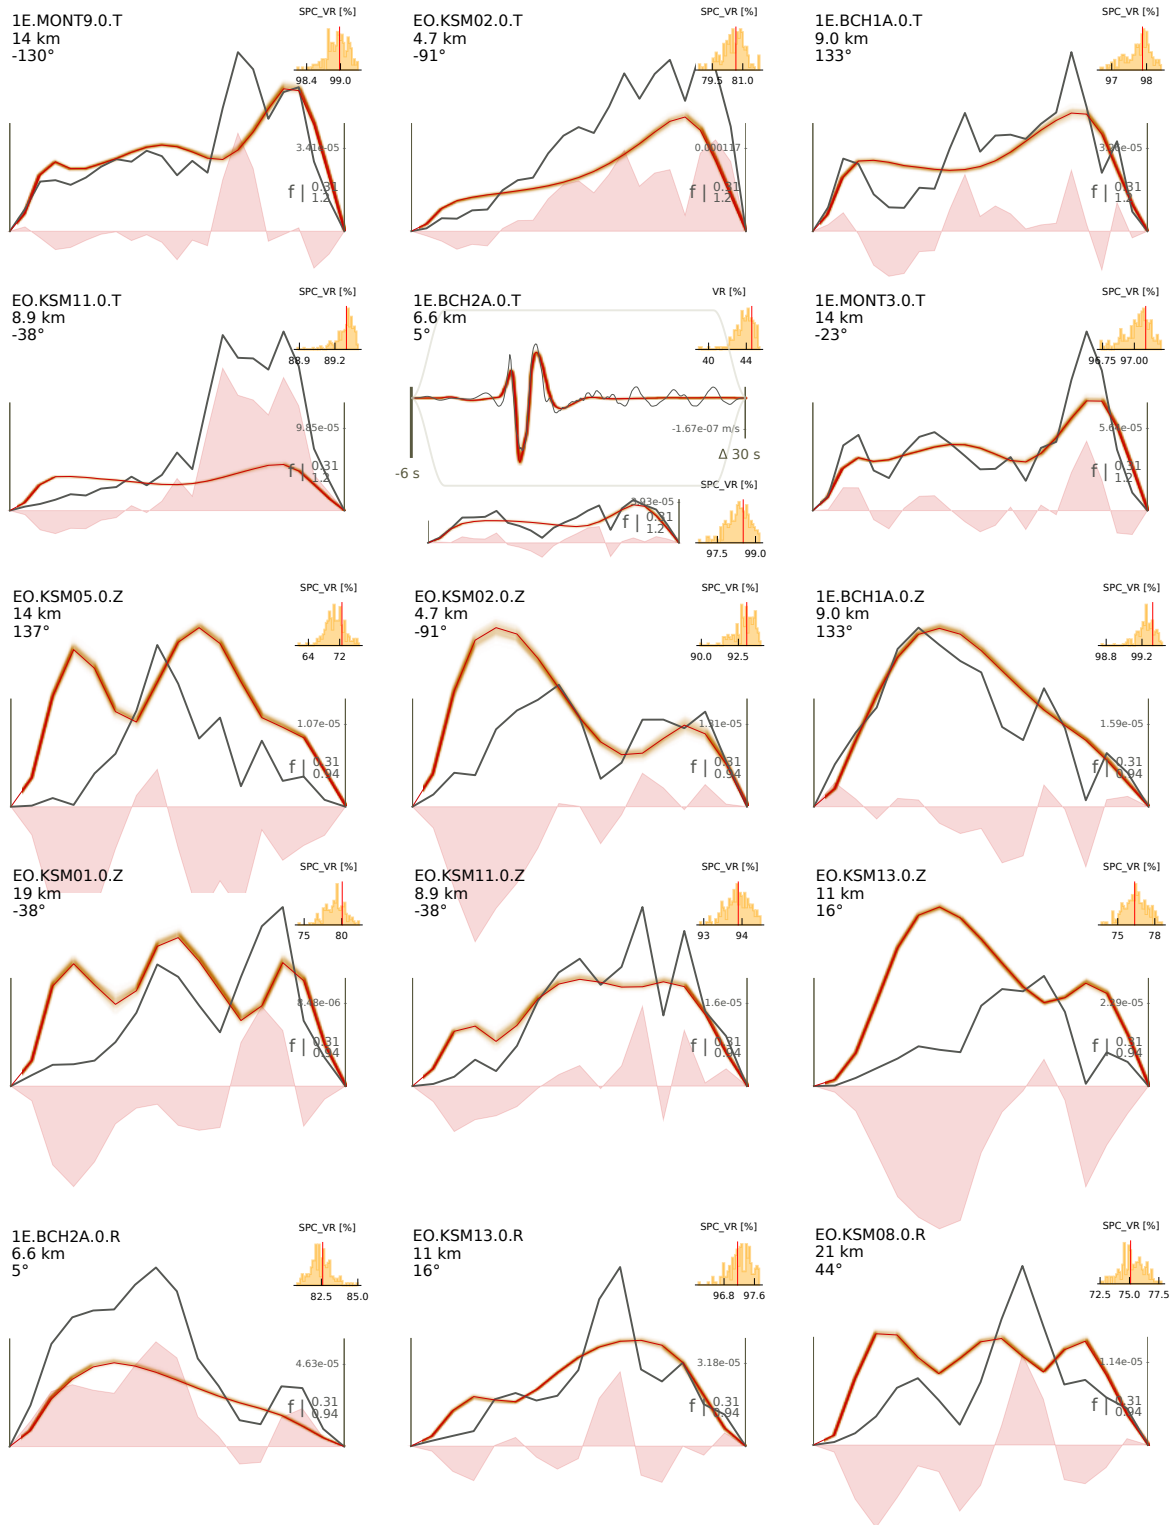 1E.MONT9.0.T
14 km
-130°
SPC_VR [%]
98.4 99.0
3.41e-05
f | 0.31
1.2
EO.KSM02.0.T
4.7 km
-91°
SPC_VR [%]
79.5 81.0
0.000117
f | 0.31
1.2
1E.BCH1A.0.T
9.0 km
133°
SPC_VR [%]
97 98
f | 0.31
1.2
EO.KSM11.0.T
8.9 km
-38°
SPC_VR [%]
88.9 89.2
9.85e-05
f | 0.31
1.2
1E.BCH2A.0.T
6.6 km
5°
VR [%]
40 44
-1.67e-07 m/s
-6 s
Δ 30 s
SPC_VR [%]
97.5 99.0
f | 0.31
1.2
1E.MONT3.0.T
14 km
-23°
SPC_VR [%]
96.75 97.00
f | 0.31
1.2
EO.KSM05.0.Z
14 km
137°
SPC_VR [%]
64 72
1.07e-05
f | 0.31
0.94
EO.KSM02.0.Z
4.7 km
-91°
SPC_VR [%]
90.0 92.5
1.31e-05
f | 0.31
0.94
1E.BCH1A.0.Z
9.0 km
133°
SPC_VR [%]
98.8 99.2
1.59e-05
f | 0.31
0.94
EO.KSM01.0.Z
19 km
-38°
SPC_VR [%]
75 80
8.48e-06
f | 0.31
0.94
EO.KSM11.0.Z
8.9 km
-38°
SPC_VR [%]
93 94
1.6e-05
f | 0.31
0.94
EO.KSM13.0.Z
11 km
16°
SPC_VR [%]
75 78
f | 0.31
0.94
1E.BCH2A.0.R
6.6 km
5°
SPC_VR [%]
82.5 85.0
4.63e-05
f | 0.31
0.94
EO.KSM13.0.R
11 km
16°
SPC_VR [%]
96.8 97.6
3.18e-05
f | 0.31
0.94
EO.KSM08.0.R
21 km
44°
SPC_VR [%]
72.5 75.0 77.5
1.14e-05
f | 0.31
0.94